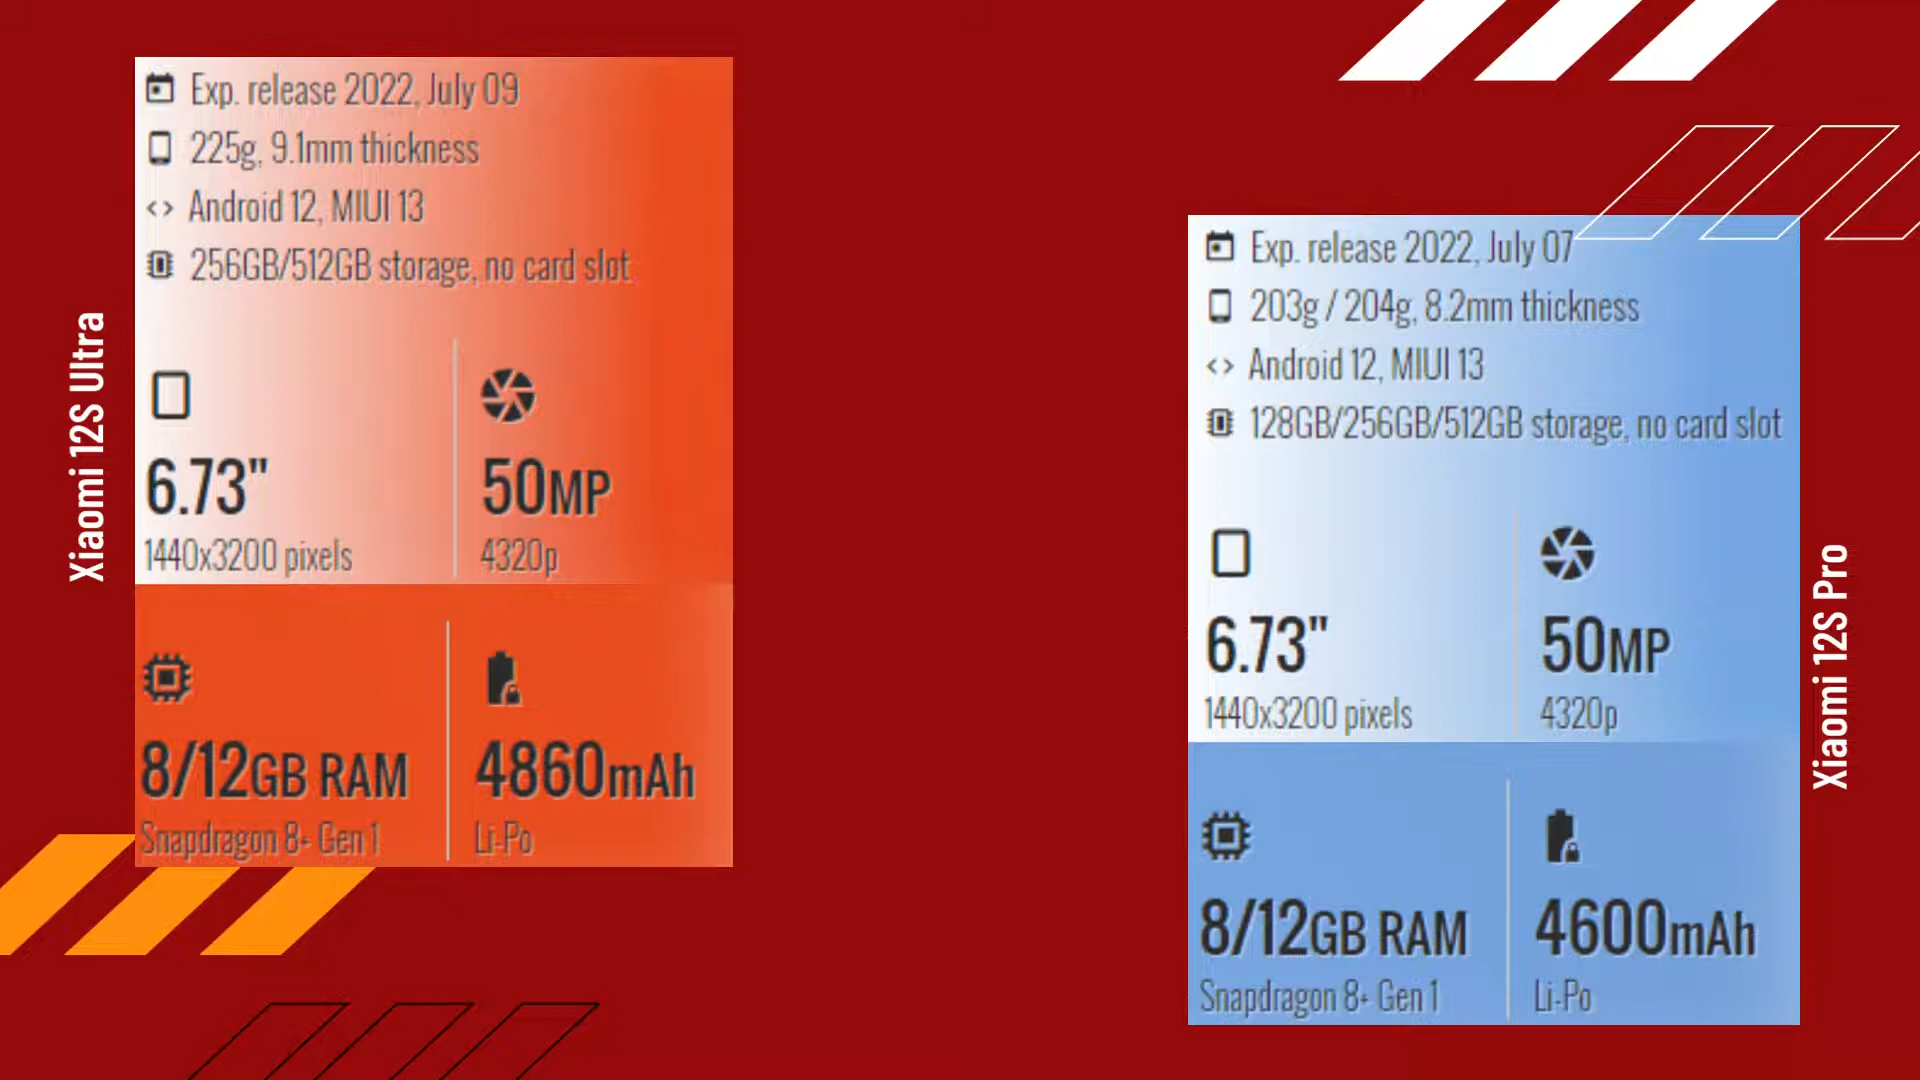 Xiaomi 12S Ultra
Exp. release 2022, July 09
225g, 9.1mm thickness
Android 12, MIUI 13
256GB/512GB storage, no card slot
6.73"
1440x3200 pixels
50MP
4320p
8/12GB RAM
Snapdragon 8+ Gen 1
4860mAh
Li-Po
Xiaomi 12S Pro
Exp. release 2022, July 07
203g / 204g, 8.2mm thickness
Android 12, MIUI 13
128GB/256GB/512GB storage, no card slot
6.73"
1440x3200 pixels
50MP
4320p
8/12GB RAM
Snapdragon 8+ Gen 1
4600mAh
Li-Po